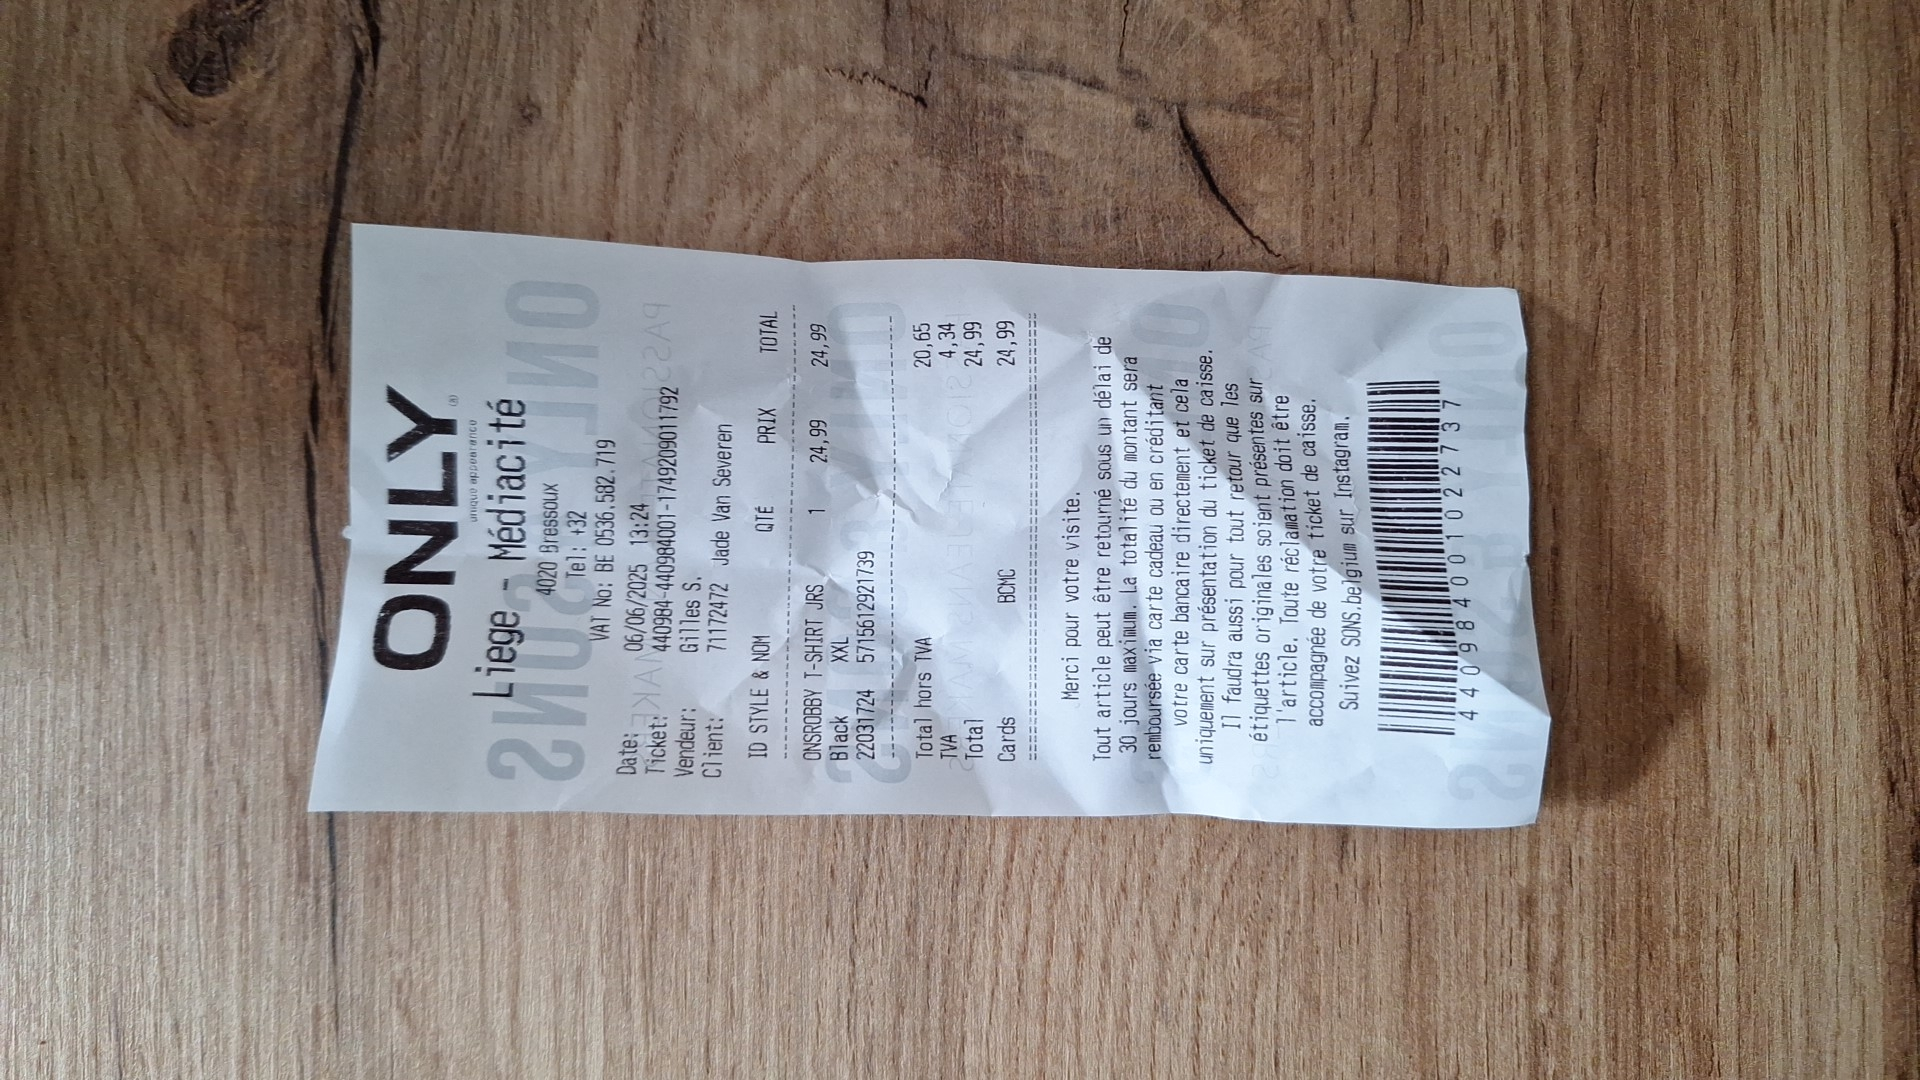 ONLY
unique appearance
Liege - Médiacité
4020 Bressoux
Tel: +32
VAT No: BE 0536.582.719
Date: 06/06/2025 13:24
Ticket: 440984-440984001-1749209011792
Vendeur: Gilles S.
Client: 71172472 Jade Van Severen
ID STYLE & NOM QTE PRIX TOTAL
ONSROBBY T-SHIRT JRS 1 24,99 24,99
Black XXL
22031724 5715612921739
Total hors TVA 20,65
TVA 4,34
Total 24,99
Cards BCMC 24,99
Merci pour votre visite.
Tout article peut être retourné sous un délai de
30 jours maximum. La totalité du montant sera
remboursée via carte cadeau ou en créditant
votre carte bancaire directement et cela
uniquement sur présentation du ticket de caisse.
Il faudra aussi pour tout retour que les
étiquettes originales soient présentes sur
l'article. Toute réclamation doit être
accompagnée de votre ticket de caisse.
Suivez SONS.belgium sur Instagram.
440984001022737